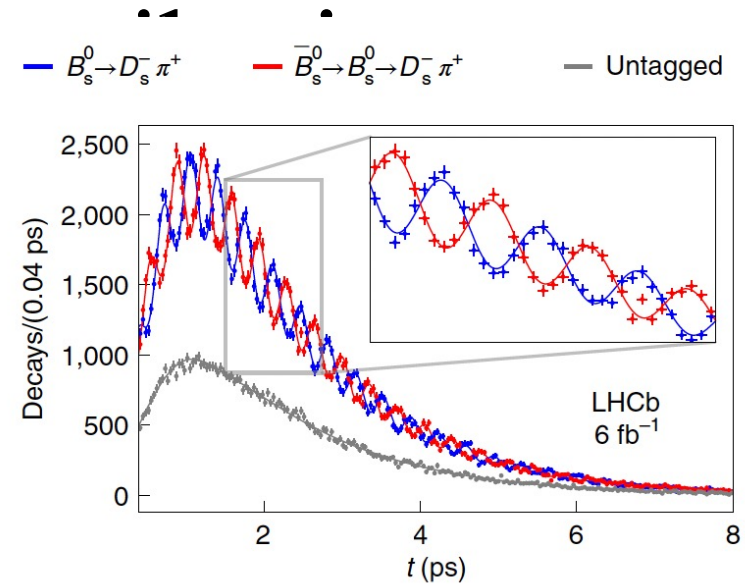 B⁰ₛ→D⁻ₛ π⁺ B̅⁰ₛ→B⁰ₛ→D⁻ₛ π⁺ Untagged
2,500
2,000
1,500
1,000
500
0
Decays/(0.04 ps)
LHCb
6 fb⁻¹
2 4 6 8
t (ps)